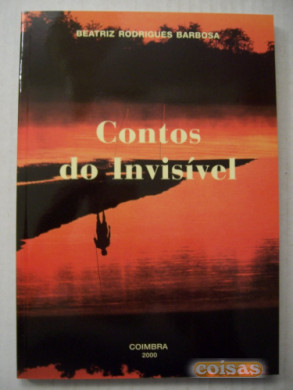 BEATRIZ RODRIGUES BARBOSA
Contos
do Invisível
COIMBRA
2000
coisas